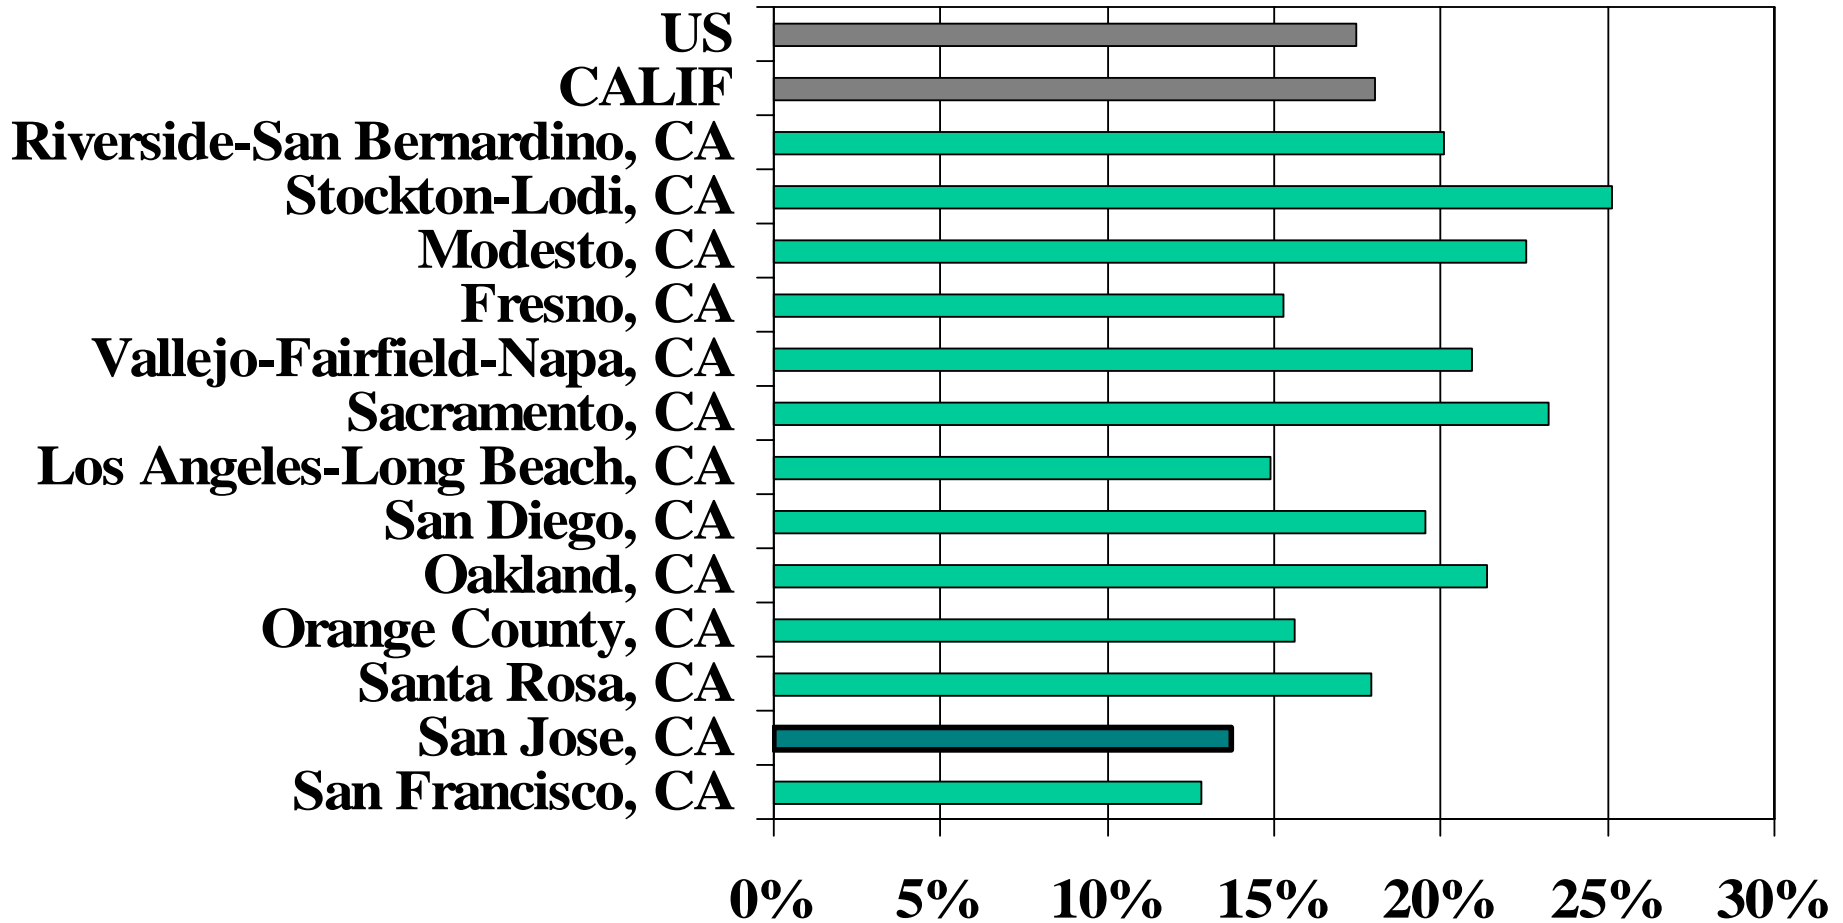 US
CALIF
Riverside-San Bernardino, CA
Stockton-Lodi, CA
Modesto, CA
Fresno, CA
Vallejo-Fairfield-Napa, CA
Sacramento, CA
Los Angeles-Long Beach, CA
San Diego, CA
Oakland, CA
Orange County, CA
Santa Rosa, CA
San Jose, CA
San Francisco, CA
0% 5% 10% 15% 20% 25% 30%